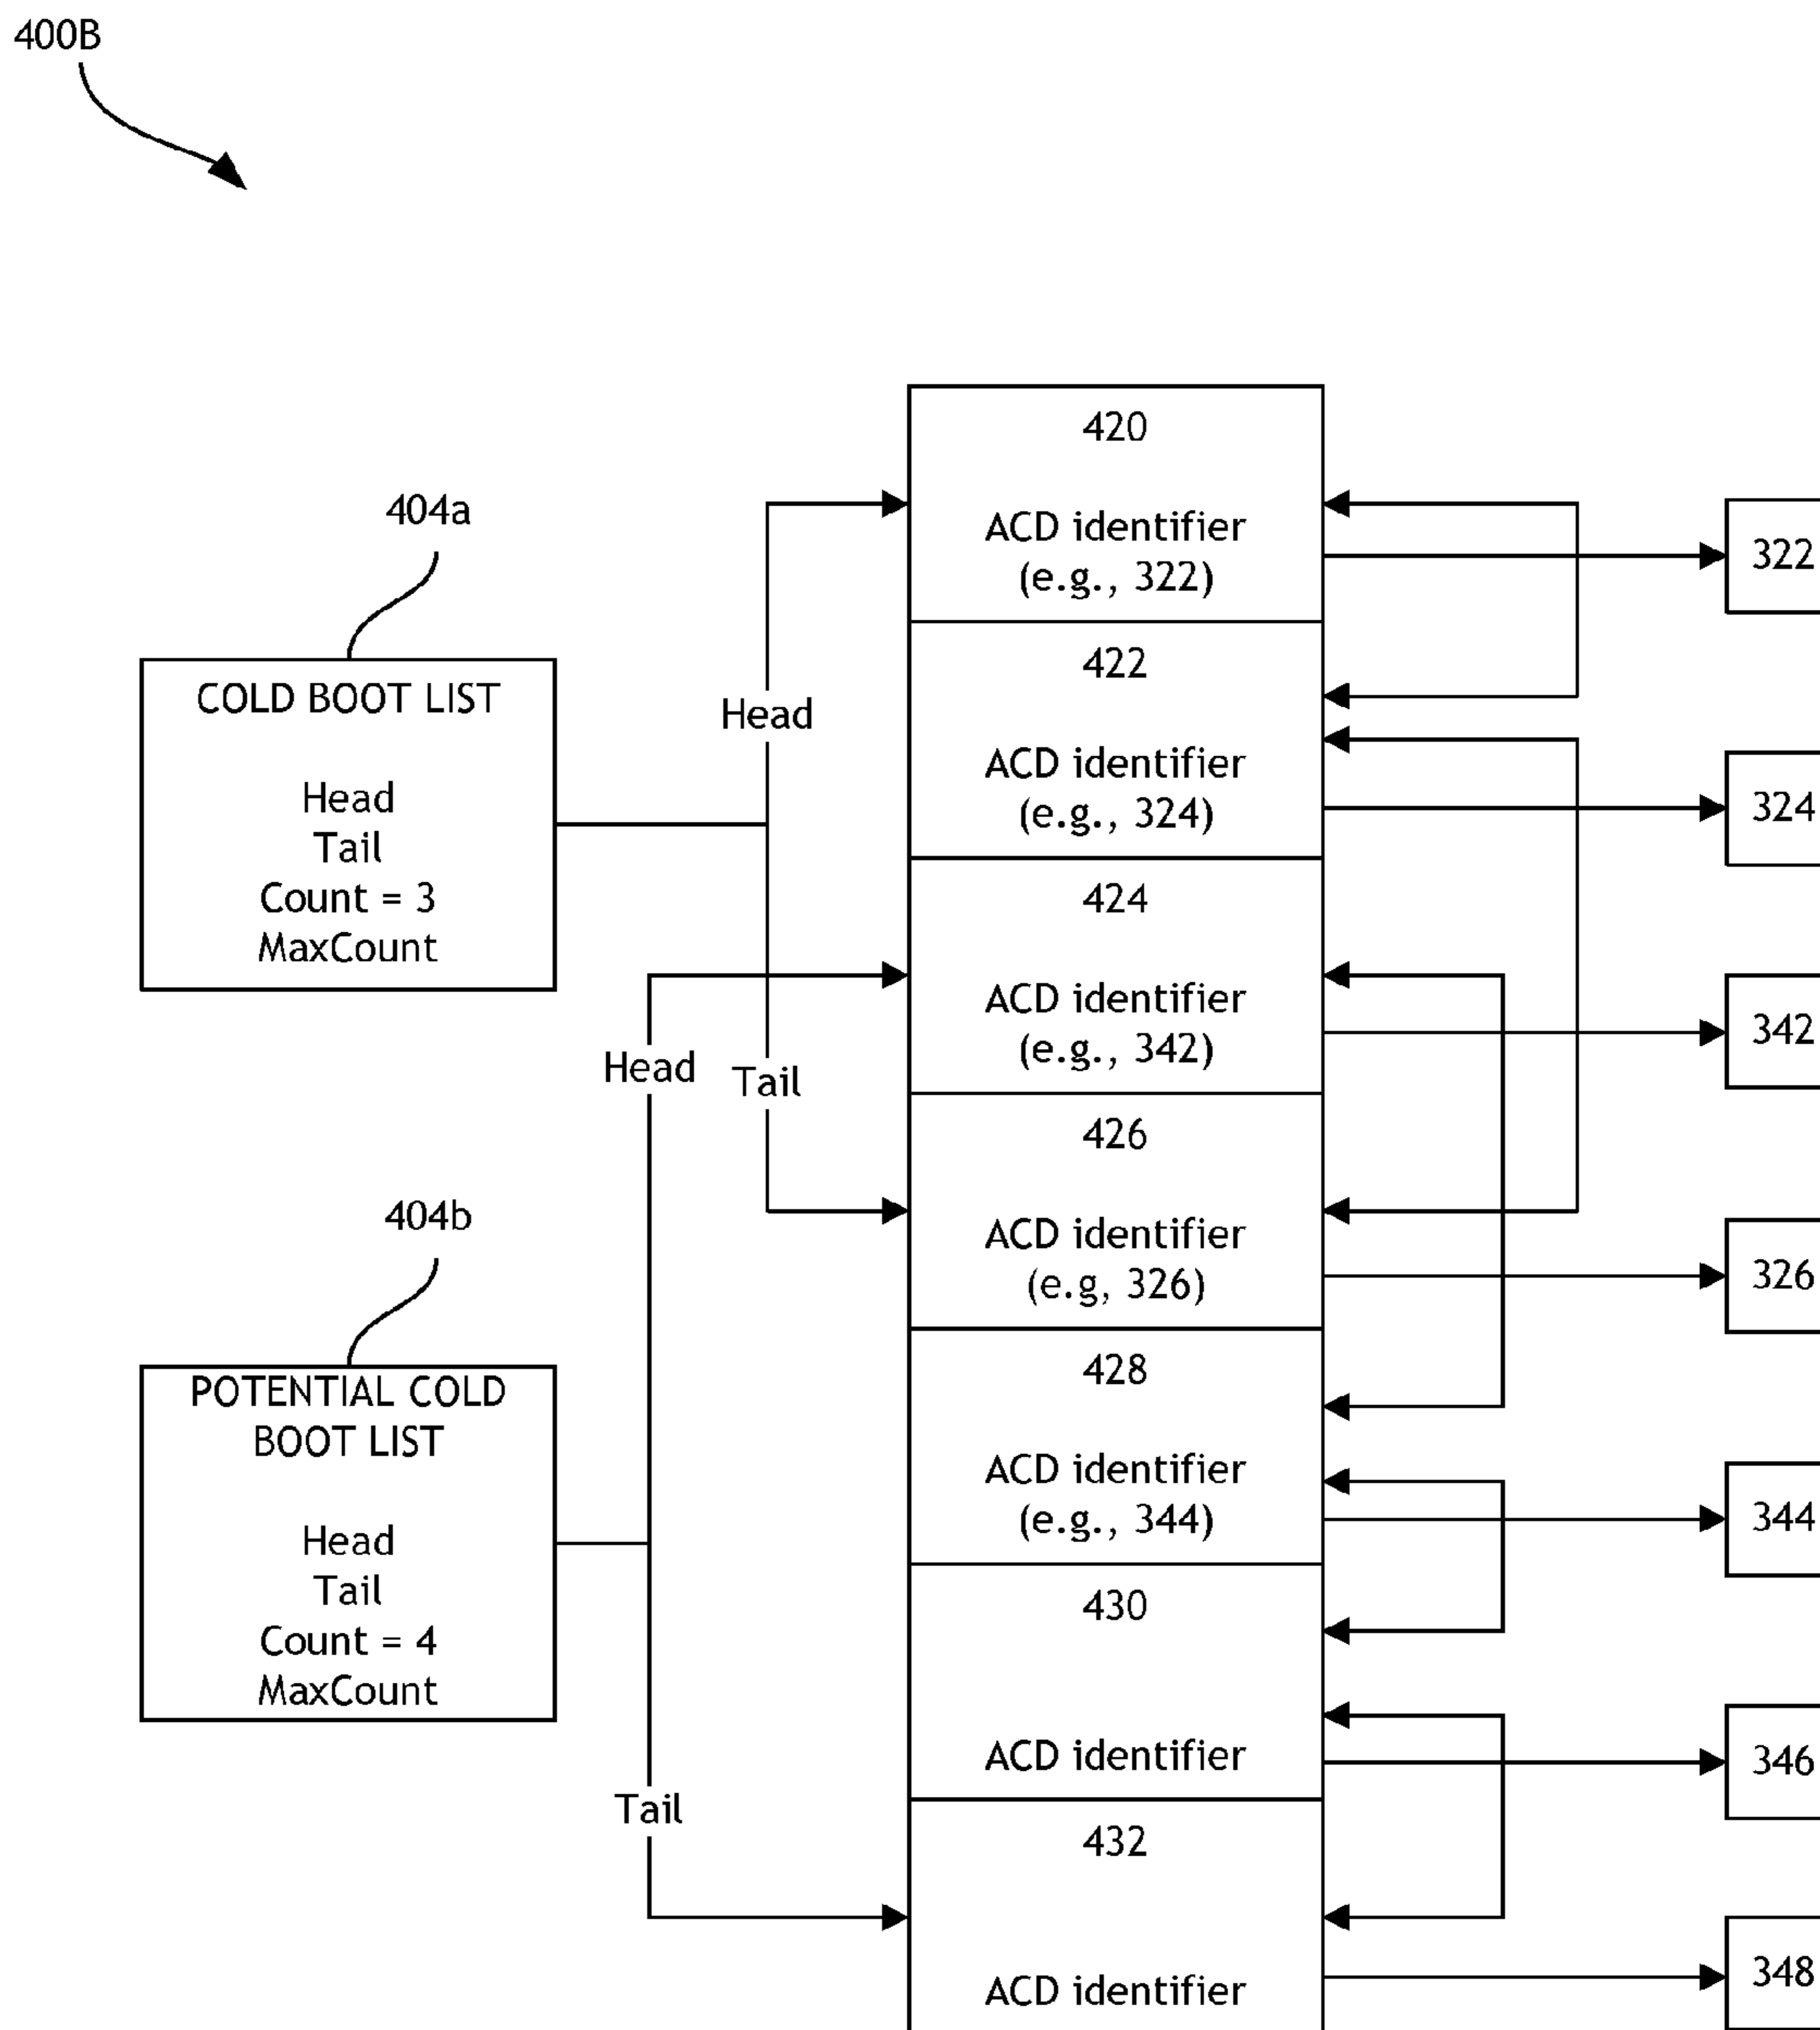 400B
404a
COLD BOOT LIST
Head
Tail
Count = 3
MaxCount
404b
POTENTIAL COLD
BOOT LIST
Head
Tail
Count = 4
MaxCount
Head
Tail
Head
Tail
420
ACD identifier
(e.g., 322)
422
ACD identifier
(e.g., 324)
424
ACD identifier
(e.g., 342)
426
ACD identifier
(e.g, 326)
428
ACD identifier
(e.g., 344)
430
ACD identifier
432
ACD identifier
322
324
342
326
344
346
348